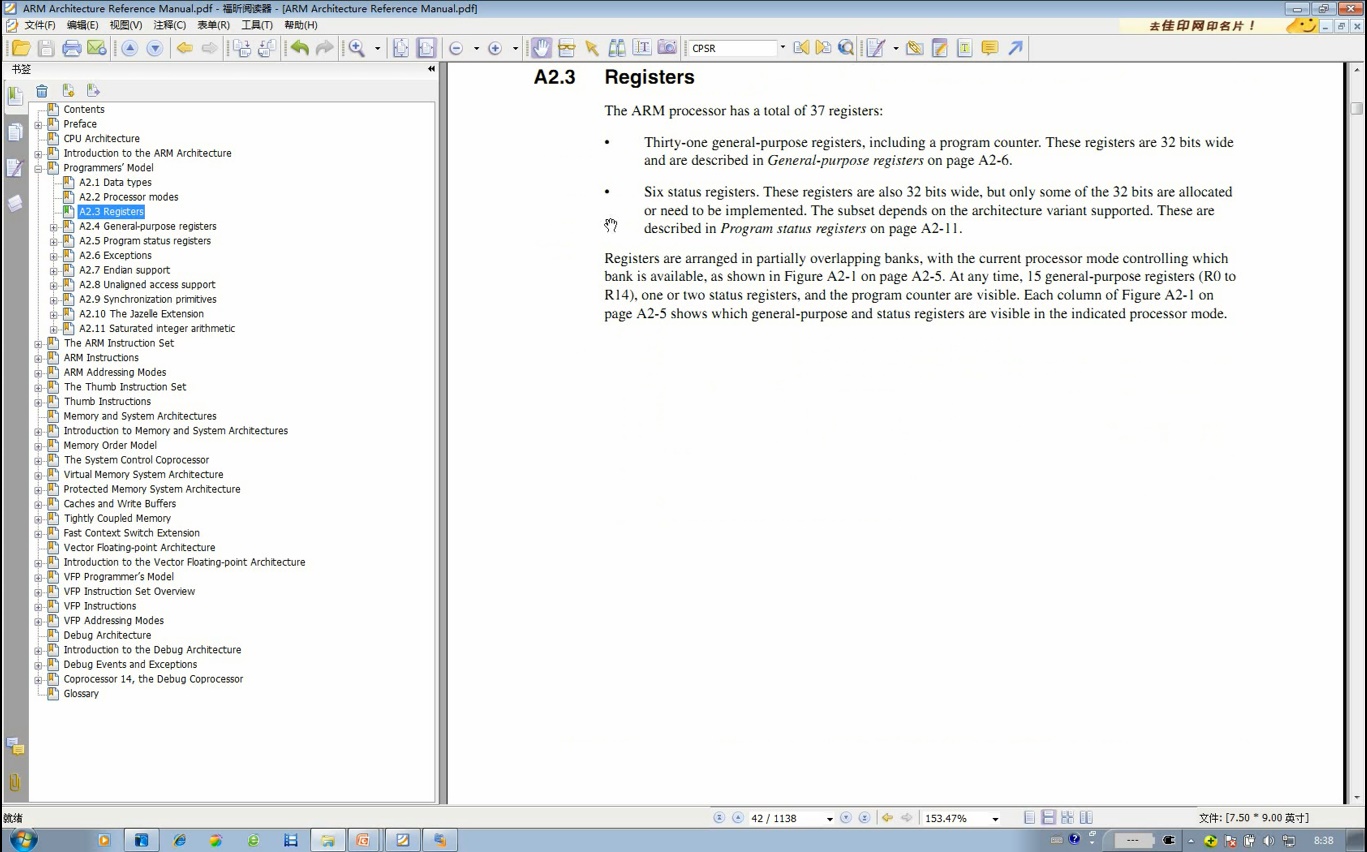 ARM Architecture Reference Manual.pdf - 福昕阅读器 - [ARM Architecture Reference Manual.pdf]
文件(F) 编辑(E) 视图(V) 注释(C) 表单(R) 工具(T) 帮助(H)
去佳印网印名片！
CPSR
书签
Contents
Preface
CPU Architecture
Introduction to the ARM Architecture
Programmers' Model
A2.1 Data types
A2.2 Processor modes
A2.3 Registers
A2.4 General-purpose registers
A2.5 Program status registers
A2.6 Exceptions
A2.7 Endian support
A2.8 Unaligned access support
A2.9 Synchronization primitives
A2.10 The Jazelle Extension
A2.11 Saturated integer arithmetic
The ARM Instruction Set
ARM Instructions
ARM Addressing Modes
The Thumb Instruction Set
Thumb Instructions
Memory and System Architectures
Introduction to Memory and System Architectures
Memory Order Model
The System Control Coprocessor
Virtual Memory System Architecture
Protected Memory System Architecture
Caches and Write Buffers
Tightly Coupled Memory
Fast Context Switch Extension
Vector Floating-point Architecture
Introduction to the Vector Floating-point Architecture
VFP Programmer's Model
VFP Instruction Set Overview
VFP Instructions
VFP Addressing Modes
Debug Architecture
Introduction to the Debug Architecture
Debug Events and Exceptions
Coprocessor 14, the Debug Coprocessor
Glossary
A2.3 Registers
The ARM processor has a total of 37 registers:
• Thirty-one general-purpose registers, including a program counter. These registers are 32 bits wide
and are described in General-purpose registers on page A2-6.
• Six status registers. These registers are also 32 bits wide, but only some of the 32 bits are allocated
or need to be implemented. The subset depends on the architecture variant supported. These are
described in Program status registers on page A2-11.
Registers are arranged in partially overlapping banks, with the current processor mode controlling which
bank is available, as shown in Figure A2-1 on page A2-5. At any time, 15 general-purpose registers (R0 to
R14), one or two status registers, and the program counter are visible. Each column of Figure A2-1 on
page A2-5 shows which general-purpose and status registers are visible in the indicated processor mode.
就绪
42 / 1138
153.47%
文件: [7.50 * 9.00 英寸]
8:38